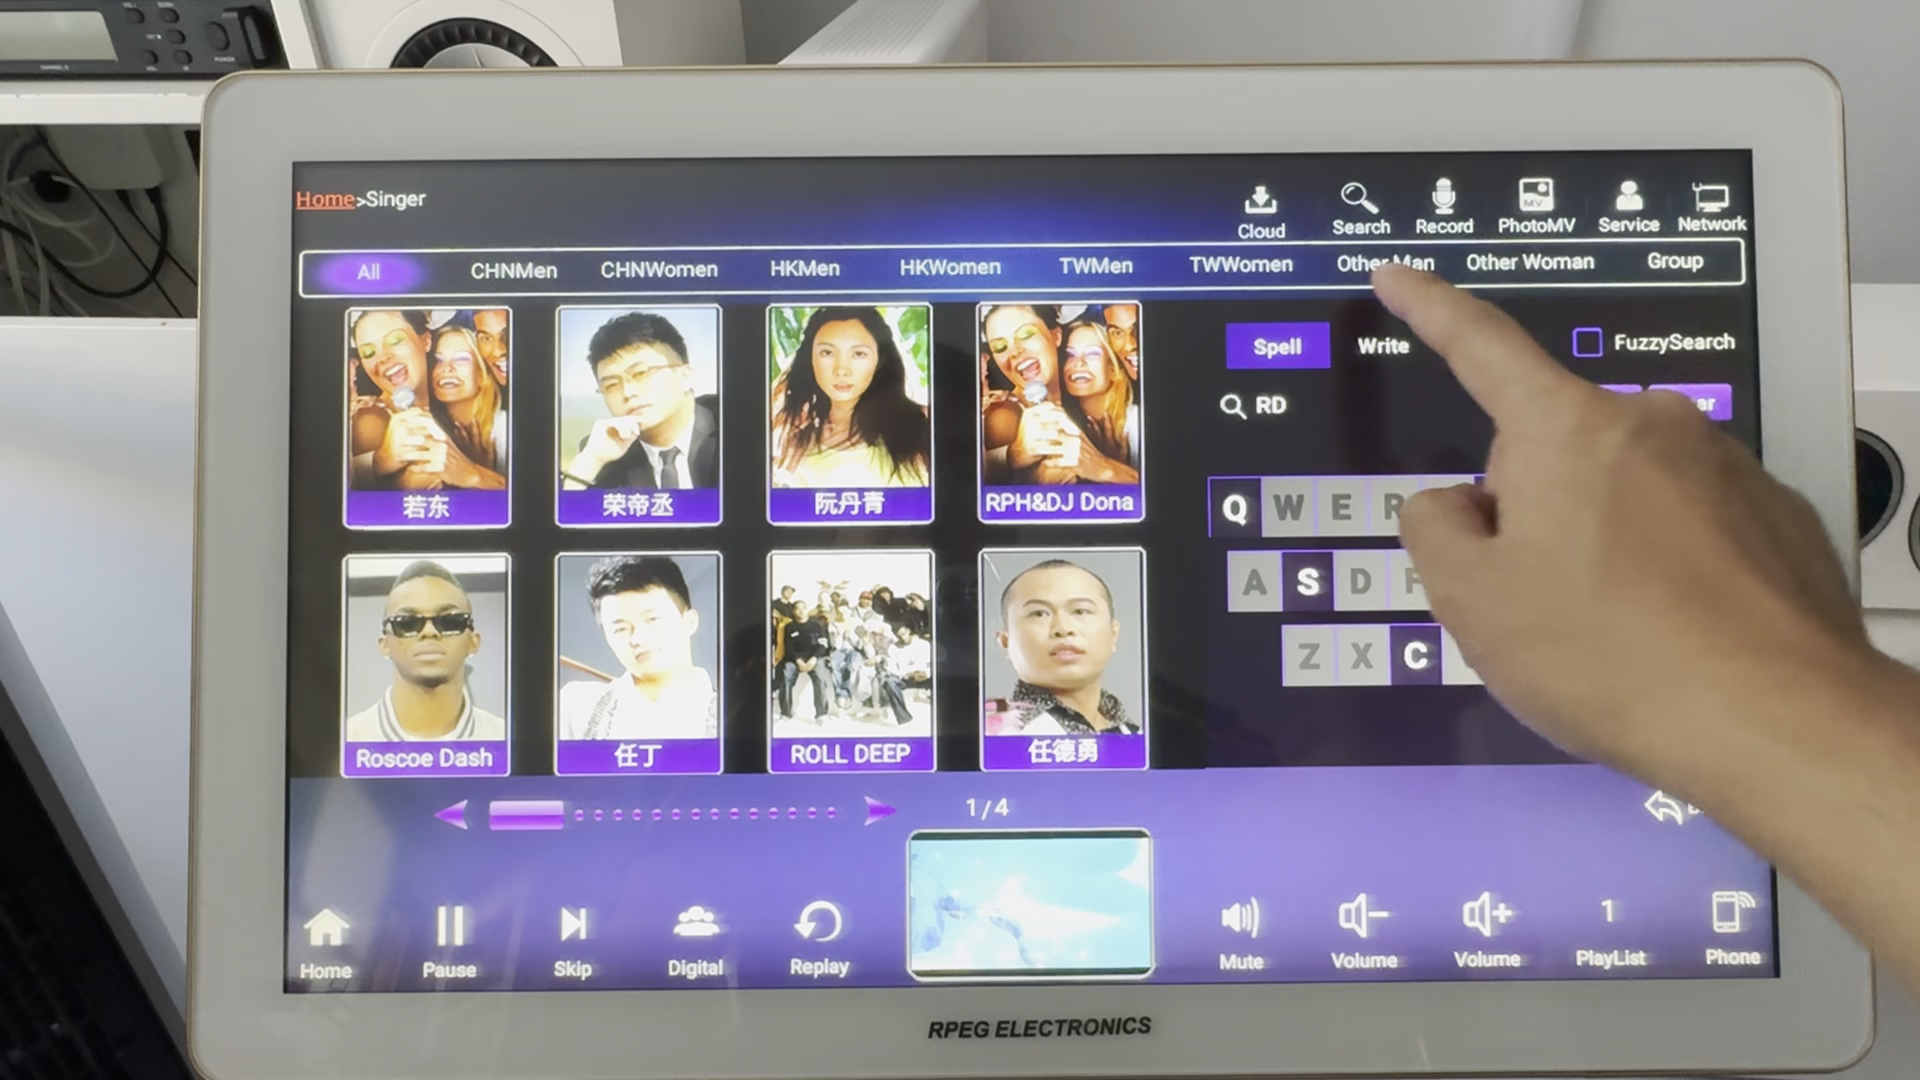 Home>Singer
Cloud
Search
Record
MV
PhotoMV
Service
Network
All
CHNMen
CHNWomen
HKMen
HKWomen
TWMen
TWWomen
Other Man
Other Woman
Group
Spell
Write
FuzzySearch
RD
Q W E R
A S D F
Z X C
若东
荣帝丞
阮丹青
RPH&DJ Dona
Roscoe Dash
任丁
ROLL DEEP
任德勇
1/4
Home
Pause
Skip
Digital
Replay
Mute
Volume
Volume
1
PlayList
Phone
RPEG ELECTRONICS